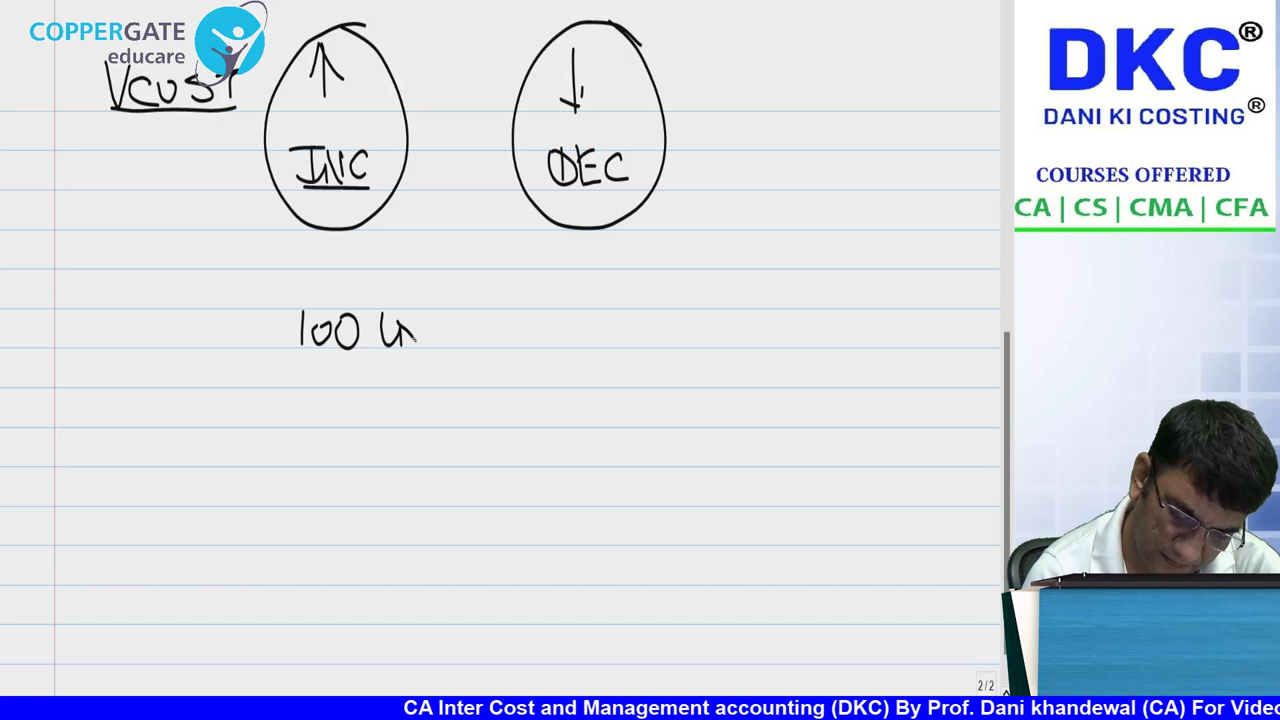 COPPERGATE
educare
VCOST
INC
DEC
100 U
DKC®
DANI KI COSTING®
COURSES OFFERED
CA | CS | CMA | CFA
2/2
CA Inter Cost and Management accounting (DKC) By Prof. Dani khandewal (CA) For Vide